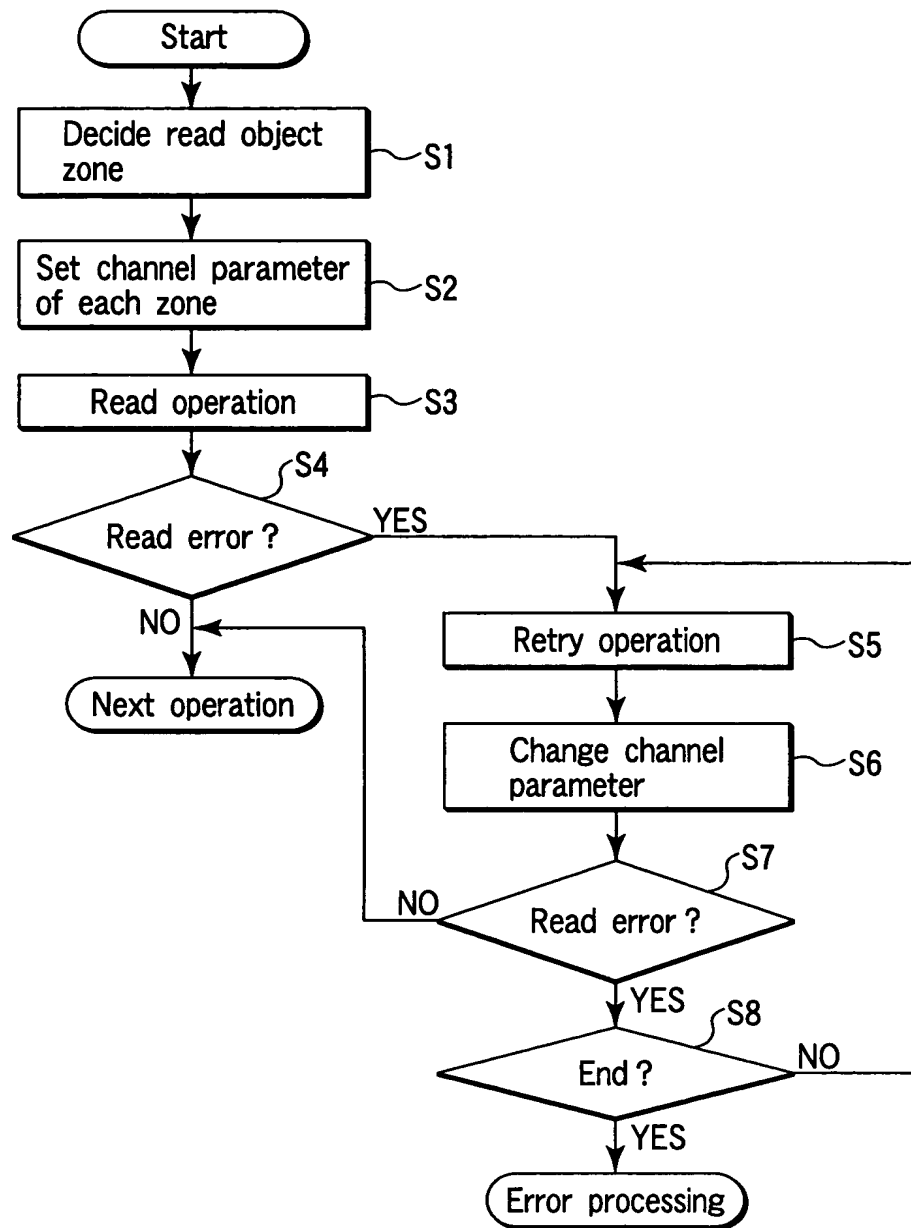 Start
Decide read object
zone
S1
Set channel parameter
of each zone
S2
Read operation
S3
S4
Read error?
YES
NO
Next operation
Retry operation
S5
Change channel
parameter
S6
S7
Read error?
NO
YES
S8
End?
NO
YES
Error processing